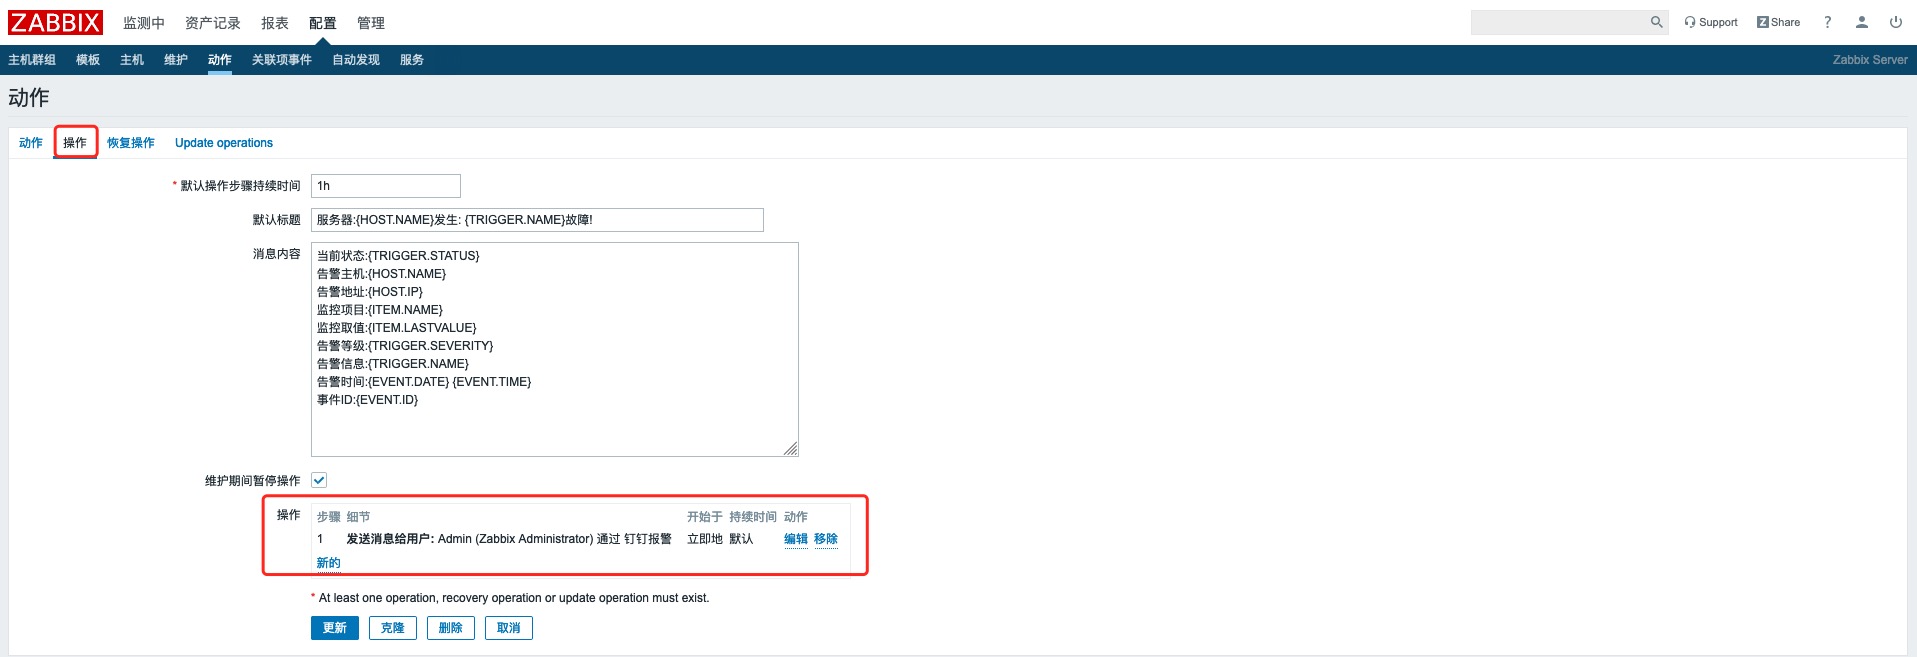 ZABBIX 监测中 资产记录 报表 配置 管理 Support Z Share ?
主机群组 模板 主机 维护 动作 关联项事件 自动发现 服务 Zabbix Server
动作
动作 操作 恢复操作 Update operations
* 默认操作步骤持续时间 1h
默认标题 服务器:{HOST.NAME}发生: {TRIGGER.NAME}故障!
消息内容 当前状态:{TRIGGER.STATUS}
告警主机:{HOST.NAME}
告警地址:{HOST.IP}
监控项目:{ITEM.NAME}
监控取值:{ITEM.LASTVALUE}
告警等级:{TRIGGER.SEVERITY}
告警信息:{TRIGGER.NAME}
告警时间:{EVENT.DATE} {EVENT.TIME}
事件ID:{EVENT.ID}
维护期间暂停操作
操作 步骤 细节 开始于 持续时间 动作
1 发送消息给用户: Admin (Zabbix Administrator) 通过 钉钉报警 立即地 默认 编辑 移除
新的
* At least one operation, recovery operation or update operation must exist.
更新 克隆 删除 取消